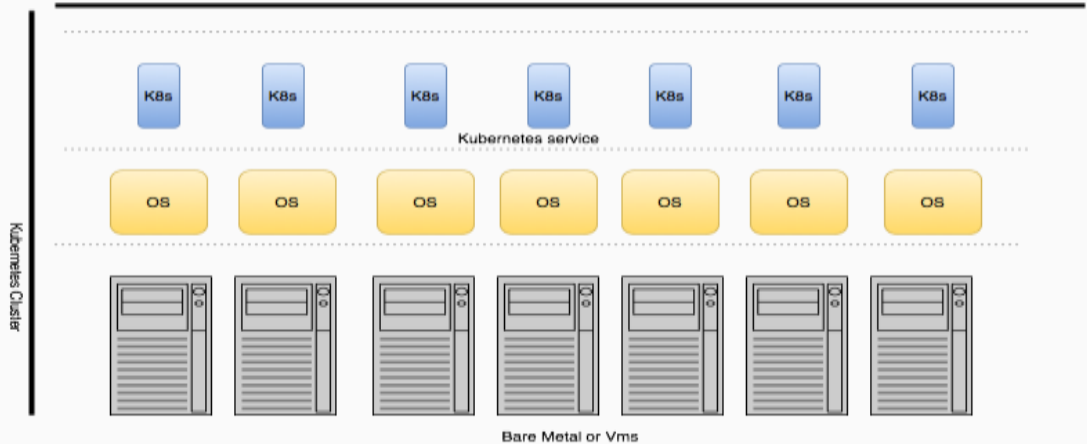 K8s K8s K8s K8s K8s K8s K8s
Kubernetes service
OS OS OS OS OS OS OS
Kubernetes Cluster
Bare Metal or Vms